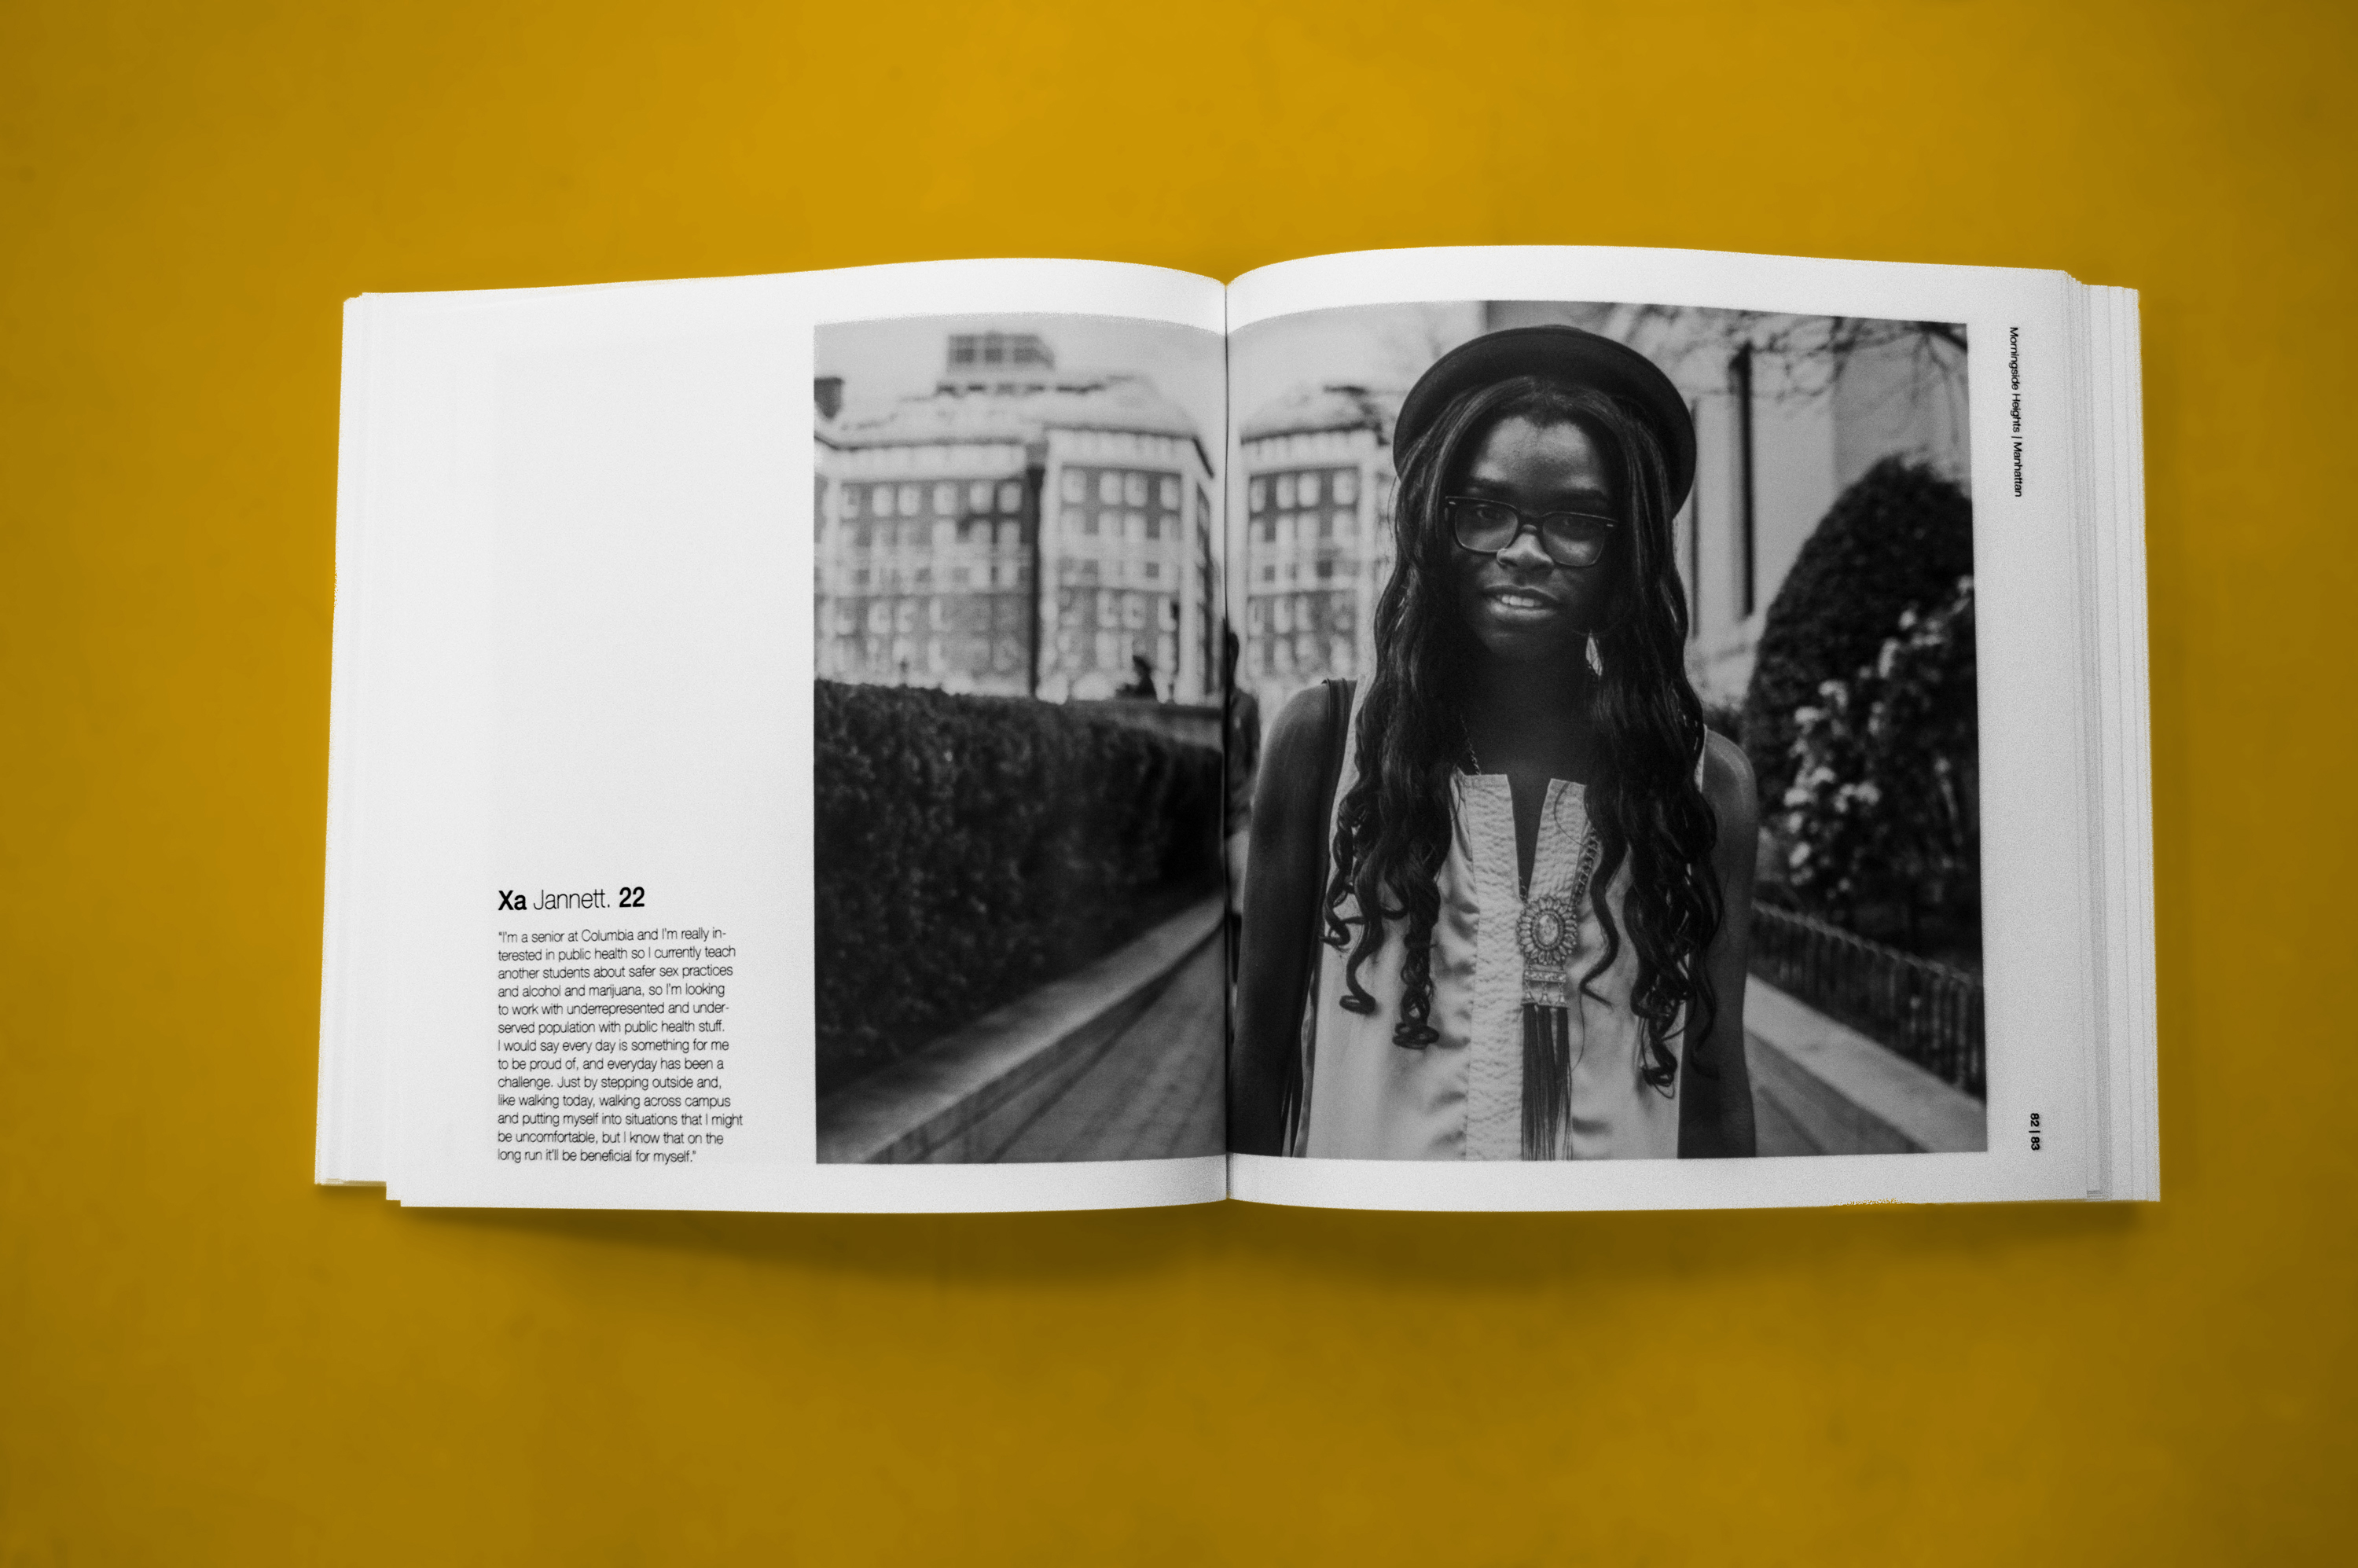 Xa Jannett. 22
"I'm a senior at Columbia and I'm really in-
terested in public health so I currently teach
another students about safer sex practices
and alcohol and marijuana, so I'm looking
to work with underrepresented and under-
served population with public health stuff.
I would say every day is something for me
to be proud of, and everyday has been a
challenge. Just by stepping outside and,
like walking today, walking across campus
and putting myself into situations that I might
be uncomfortable, but I know that on the
long run it'll be beneficial for myself."
Morningside Heights | Manhattan
82 | 83